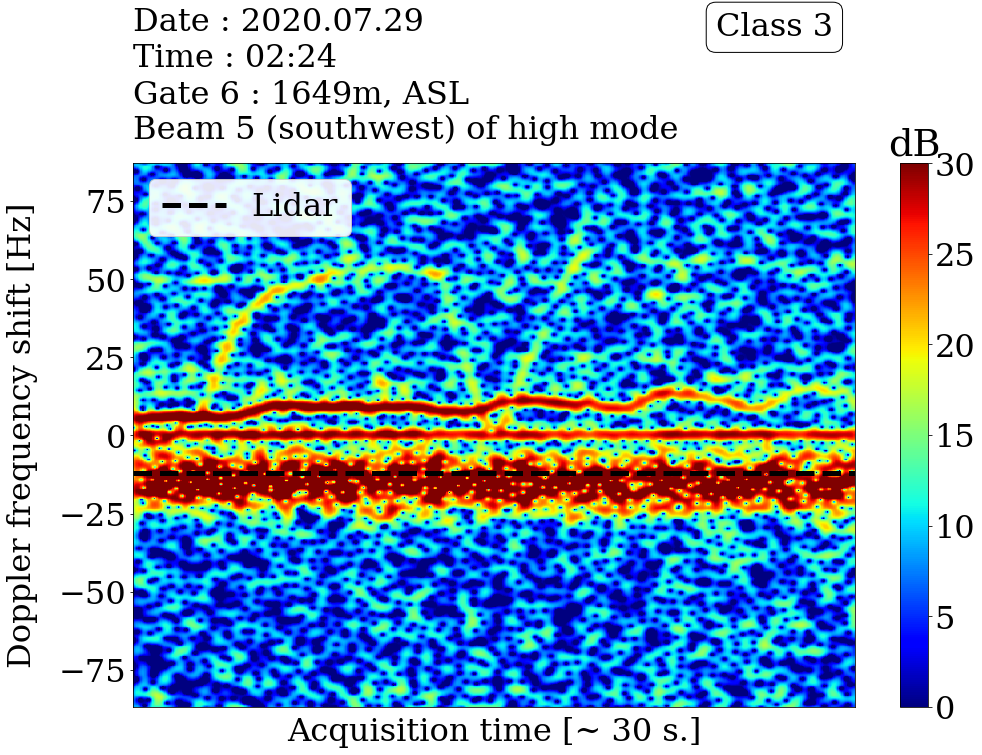 Date : 2020.07.29
Class 3
Time : 02:24
Gate 6 : 1649m, ASL
Beam 5 (southwest) of high mode
dB
Lidar
Doppler frequency shift [Hz]
75
50
25
0
−25
−50
−75
30
25
20
15
10
5
0
Acquisition time [~ 30 s.]